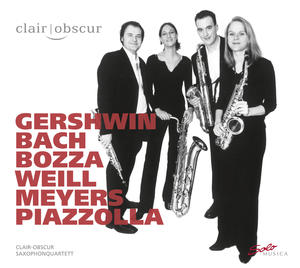 clair|obscur
GERSHWIN
BACH
BOZZA
WEILL
MEYERS
PIAZZOLLA
CLAIR-OBSCUR
SAXOPHONQUARTETT
Solo
MUSICA